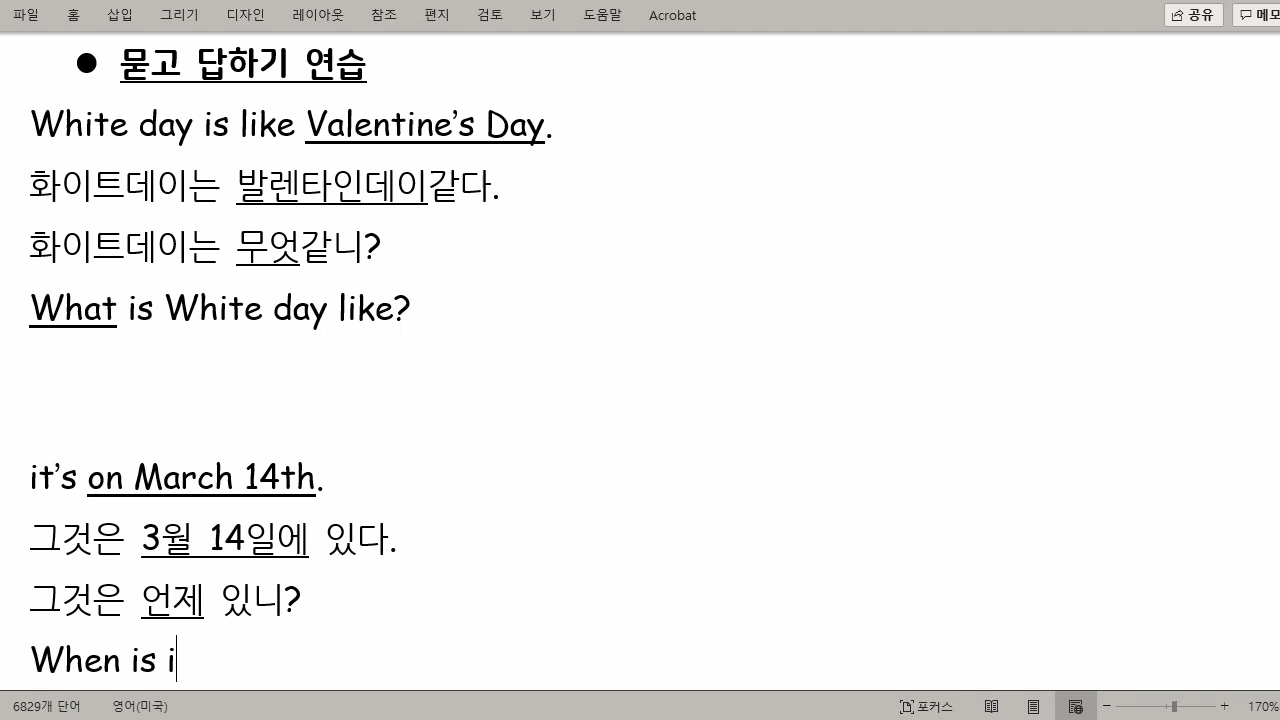 파일 홈 삽입 그리기 디자인 레이아웃 참조 편지 검토 보기 도움말 Acrobat 공유 메모
● 묻고 답하기 연습
White day is like Valentine’s Day.
화이트데이는 발렌타인데이같다.
화이트데이는 무엇같니?
What is White day like?
it’s on March 14th.
그것은 3월 14일에 있다.
그것은 언제 있니?
When is i
6829개 단어 영어(미국) 포커스 170%